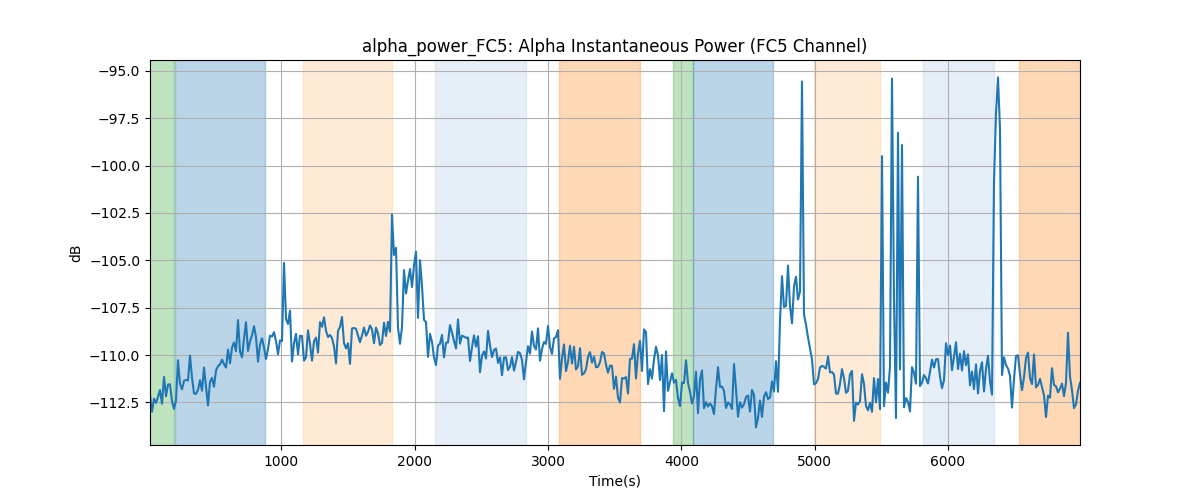 alpha_power_FC5: Alpha Instantaneous Power (FC5 Channel)
−95.0
−97.5
−100.0
−102.5
−105.0
−107.5
−110.0
−112.5
dB
1000 2000 3000 4000 5000 6000
Time(s)